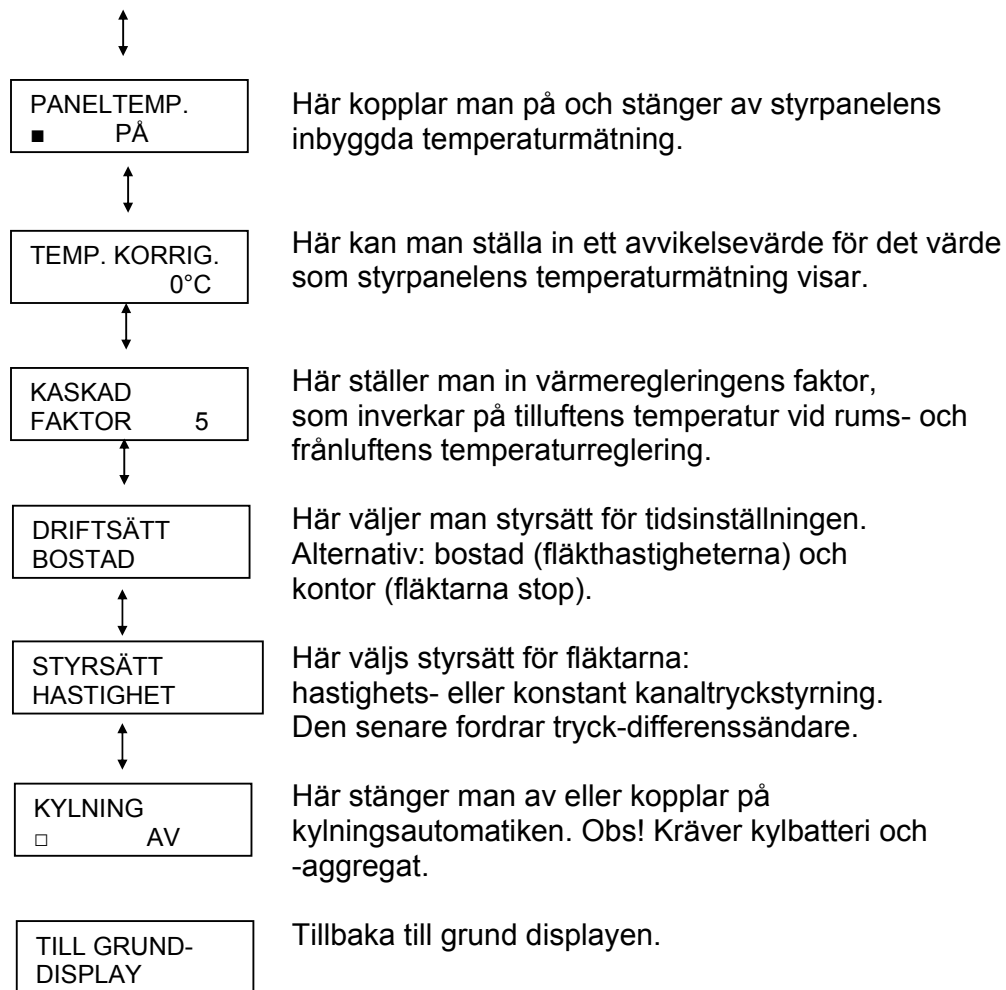 PANELTEMP.
■ PÅ
Här kopplar man på och stänger av styrpanelens
inbyggda temperaturmätning.
TEMP. KORRIG.
0°C
Här kan man ställa in ett avvikelsevärde för det värde
som styrpanelens temperaturmätning visar.
KASKAD
FAKTOR 5
Här ställer man in värmeregleringens faktor,
som inverkar på tilluftens temperatur vid rums- och
frånluftens temperaturreglering.
DRIFTSÄTT
BOSTAD
Här väljer man styrsätt för tidsinställningen.
Alternativ: bostad (fläkthastigheterna) och
kontor (fläktarna stop).
STYRSÄTT
HASTIGHET
Här väljs styrsätt för fläktarna:
hastighets- eller konstant kanaltryckstyrning.
Den senare fordrar tryck-differenssändare.
KYLNING
□ AV
Här stänger man av eller kopplar på
kylningsautomatiken. Obs! Kräver kylbatteri och
-aggregat.
TILL GRUND-
DISPLAY
Tillbaka till grund displayen.